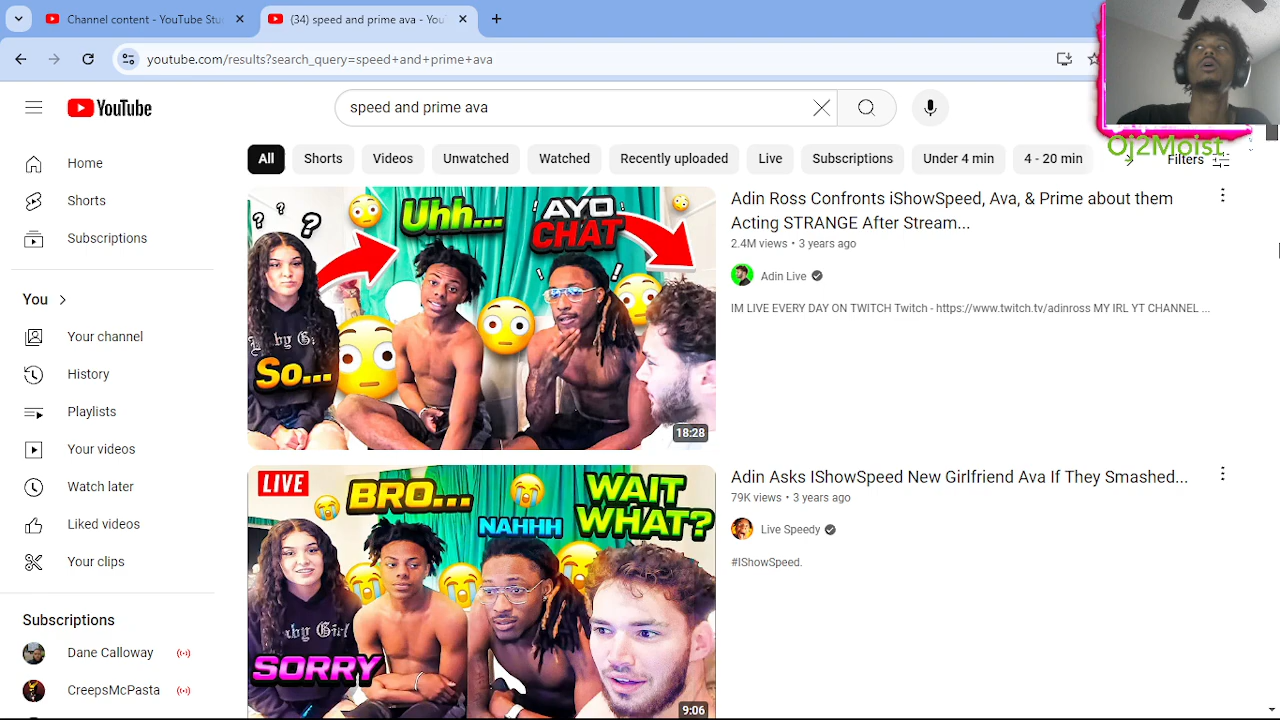 Channel content - YouTube Stu
(34) speed and prime ava - You
youtube.com/results?search_query=speed+and+prime+ava
YouTube
speed and prime ava
Oj2Moist
All
Shorts
Videos
Unwatched
Watched
Recently uploaded
Live
Subscriptions
Under 4 min
4 - 20 min
Filters
Home
Shorts
Subscriptions
You
Your channel
History
Playlists
Your videos
Watch later
Liked videos
Your clips
Subscriptions
Dane Calloway
CreepsMcPasta
? ? ?
Uhh...
AYO
CHAT
So...
18:28
Adin Ross Confronts iShowSpeed, Ava, & Prime about them
Acting STRANGE After Stream...
2.4M views • 3 years ago
Adin Live
IM LIVE EVERY DAY ON TWITCH Twitch - https://www.twitch.tv/adinross MY IRL YT CHANNEL ...
LIVE
BRO...
NAHHH
WAIT
WHAT?
Baby Girl
SORRY
9:06
Adin Asks IShowSpeed New Girlfriend Ava If They Smashed...
79K views • 3 years ago
Live Speedy
#IShowSpeed.